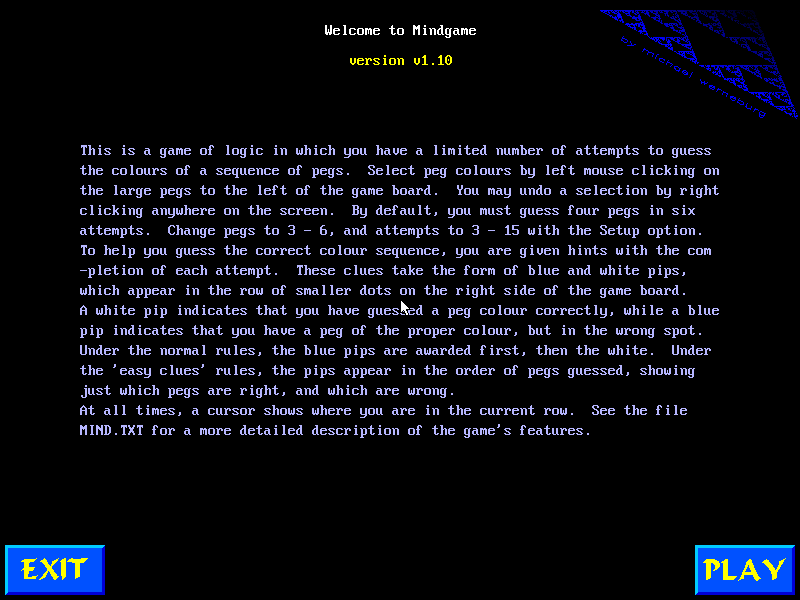 Welcome to Mindgame
version v1.10
by michael werneburg
This is a game of logic in which you have a limited number of attempts to guess
the colours of a sequence of pegs.  Select peg colours by left mouse clicking on
the large pegs to the left of the game board.  You may undo a selection by right
clicking anywhere on the screen.  By default, you must guess four pegs in six
attempts.  Change pegs to 3 - 6, and attempts to 3 - 15 with the Setup option.
To help you guess the correct colour sequence, you are given hints with the com
-pletion of each attempt.  These clues take the form of blue and white pips,
which appear in the row of smaller dots on the right side of the game board.
A white pip indicates that you have guessed a peg colour correctly, while a blue
pip indicates that you have a peg of the proper colour, but in the wrong spot.
Under the normal rules, the blue pips are awarded first, then the white.  Under
the 'easy clues' rules, the pips appear in the order of pegs guessed, showing
just which pegs are right, and which are wrong.
At all times, a cursor shows where you are in the current row.  See the file
MIND.TXT for a more detailed description of the game's features.
EXIT
PLAY